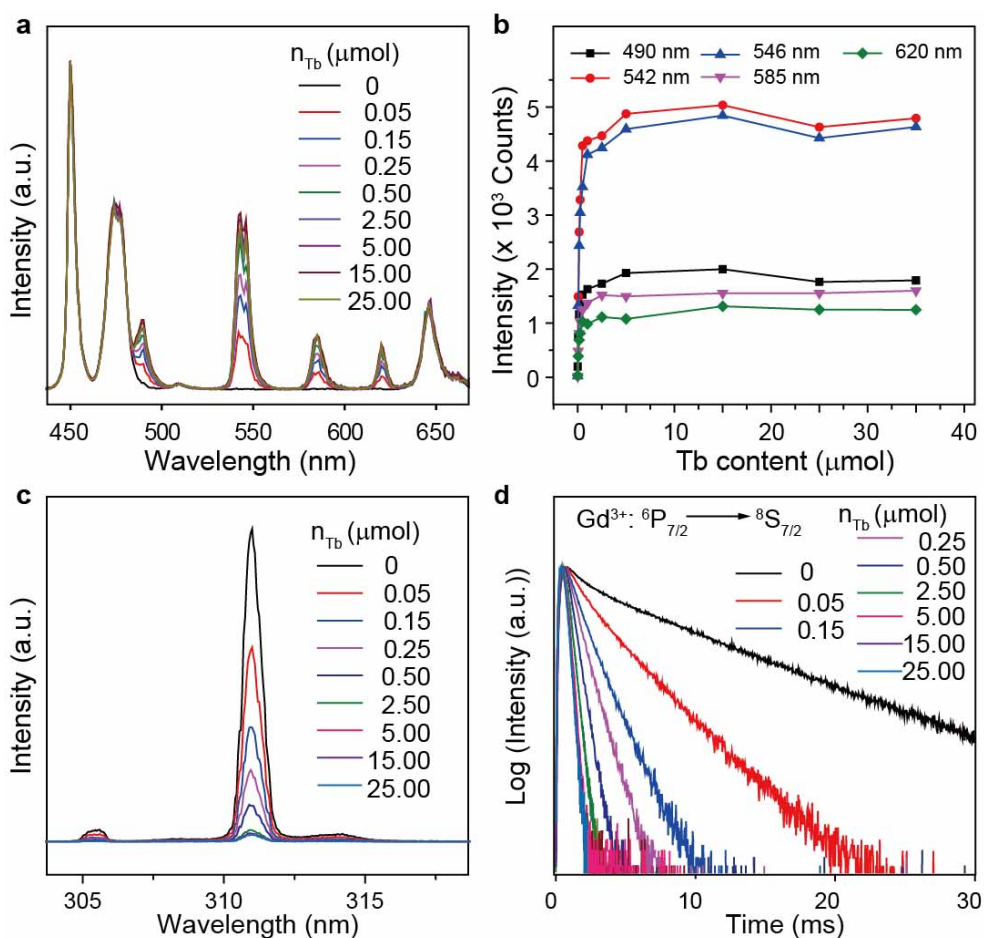 a
n_Tb (μmol)
0
0.05
0.15
0.25
0.50
2.50
5.00
15.00
25.00
Intensity (a.u.)
450 500 550 600 650
Wavelength (nm)
b
490 nm 546 nm 620 nm
542 nm 585 nm
Intensity (x 10³ Counts)
5
4
3
2
1
0
0 10 20 30 40
Tb content (μmol)
c
n_Tb (μmol)
0
0.05
0.15
0.25
0.50
2.50
5.00
15.00
25.00
Intensity (a.u.)
305 310 315
Wavelength (nm)
d
Gd³⁺: ⁶P₇/₂ → ⁸S₇/₂
n_Tb (μmol)
0
0.05
0.15
0.25
0.50
2.50
5.00
15.00
25.00
Log (Intensity (a.u.))
0 10 20 30
Time (ms)